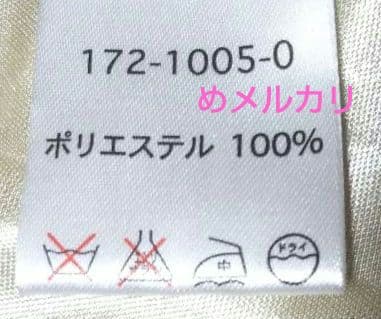 172-1005-0
めメルカリ
ポリエステル 100%
中 ドライ